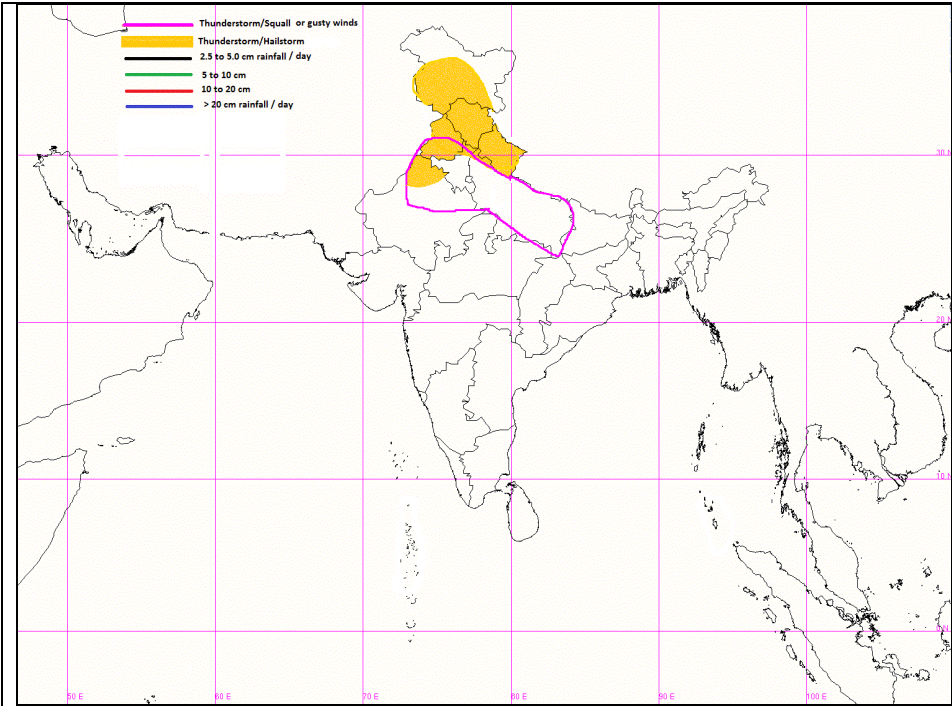 Thunderstorm/Squall or gusty winds
Thunderstorm/Hailstorm
2.5 to 5.0 cm rainfall / day
5 to 10 cm
10 to 20 cm
> 20 cm rainfall / day
30 N
20 N
10 N
0 N
50 E
60 E
70 E
80 E
90 E
100 E